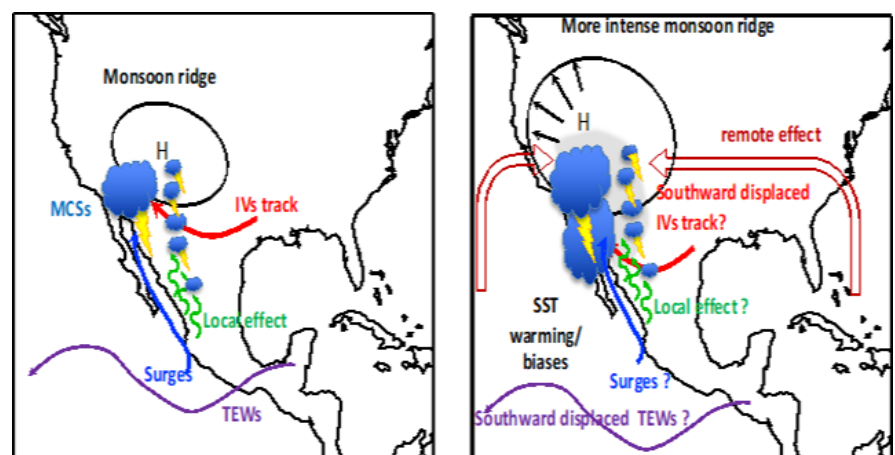 Monsoon ridge
H
MCSs
IVs track
Local effect
Surges
TEWs
More intense monsoon ridge
H
remote effect
Southward displaced
IVs track?
Local effect ?
SST
warming/
biases
Surges ?
Southward displaced TEWs ?